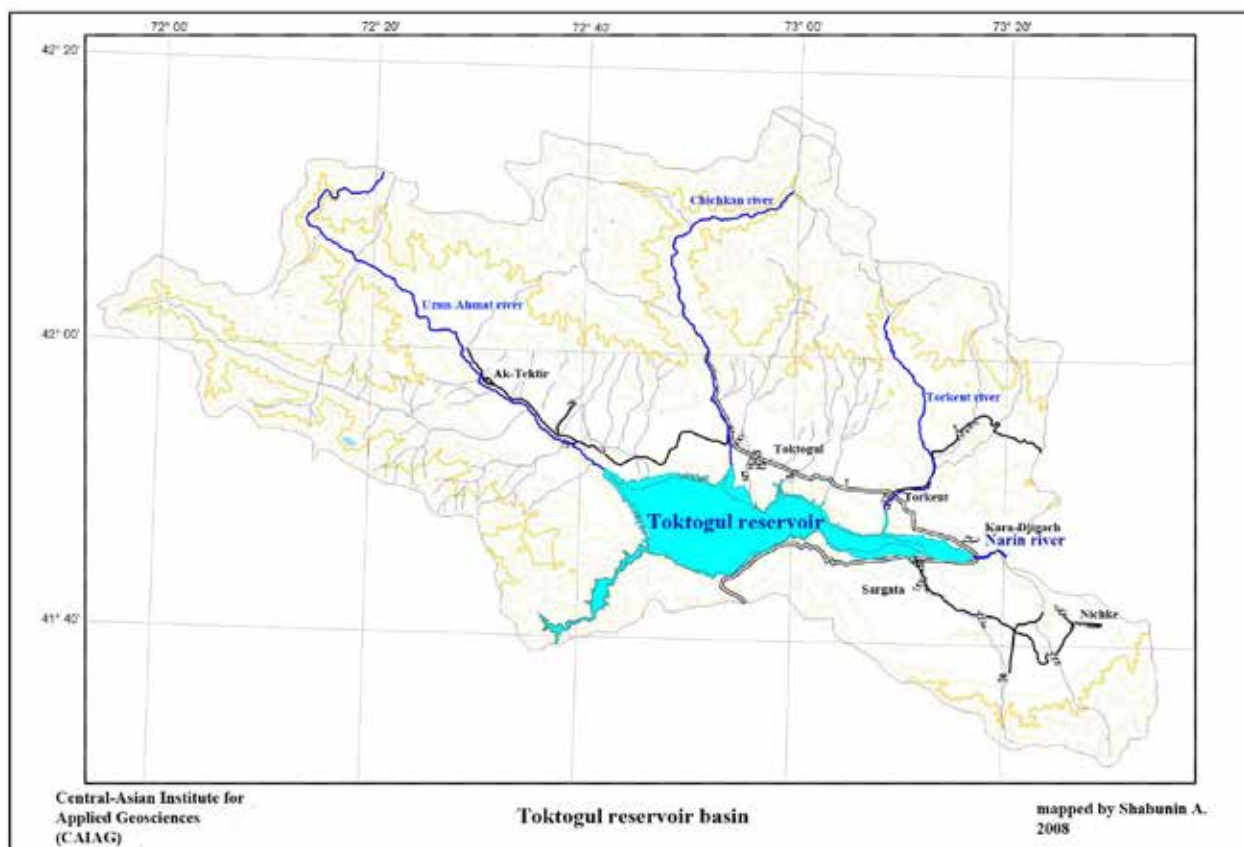 72° 00'
72° 20'
72° 40'
73° 00'
73° 20'
42° 20'
Chichkan river
Uzun-Ahmat river
42° 00'
Ak-Tektir
Torkent river
Toktogul
Torkent
Toktogul reservoir
Kara-Djigach
Narin river
Sargata
41° 40'
Nichke
Central-Asian Institute for
Applied Geosciences
(CAIAG)
Toktogul reservoir basin
mapped by Shabunin A.
2008